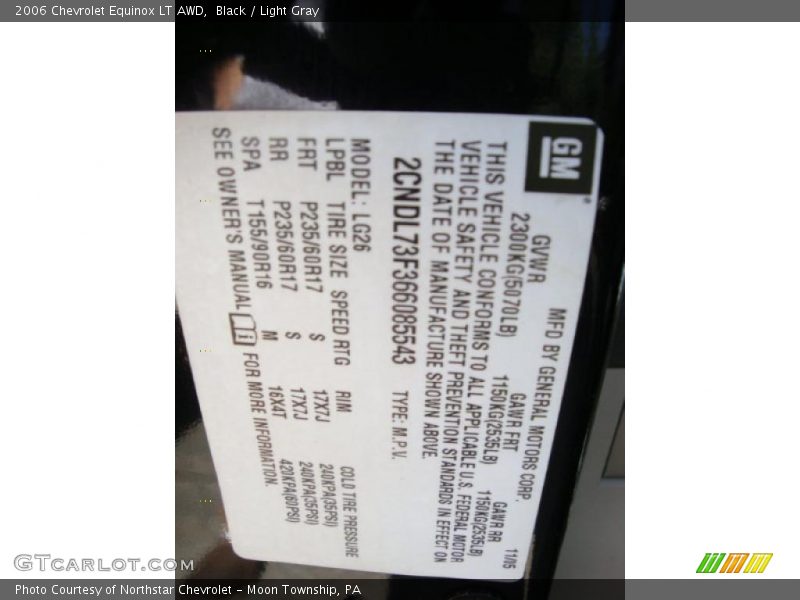 2006 Chevrolet Equinox LT AWD,  Black / Light Gray
GM
MFD BY GENERAL MOTORS CORP.
11/05
GVWR GAWR FRT GAWR RR
2300KG(5070LB) 1150KG(2535LB) 1150KG(2535LB)
THIS VEHICLE CONFORMS TO ALL APPLICABLE U.S. FEDERAL MOTOR
VEHICLE SAFETY AND THEFT PREVENTION STANDARDS IN EFFECT ON
THE DATE OF MANUFACTURE SHOWN ABOVE.
2CNDL73F366085543 TYPE: M.P.V.
MODEL: LG26
LPBL TIRE SIZE SPEED RTG RIM COLD TIRE PRESSURE
FRT P235/60R17 S 17X7J 240KPA(35PSI)
RR P235/60R17 S 17X7J 240KPA(35PSI)
SPA T155/90R16 M 16X4T 420KPA(60PSI)
SEE OWNER'S MANUAL FOR MORE INFORMATION.
GTCarLot.com
Photo Courtesy of Northstar Chevrolet - Moon Township, PA